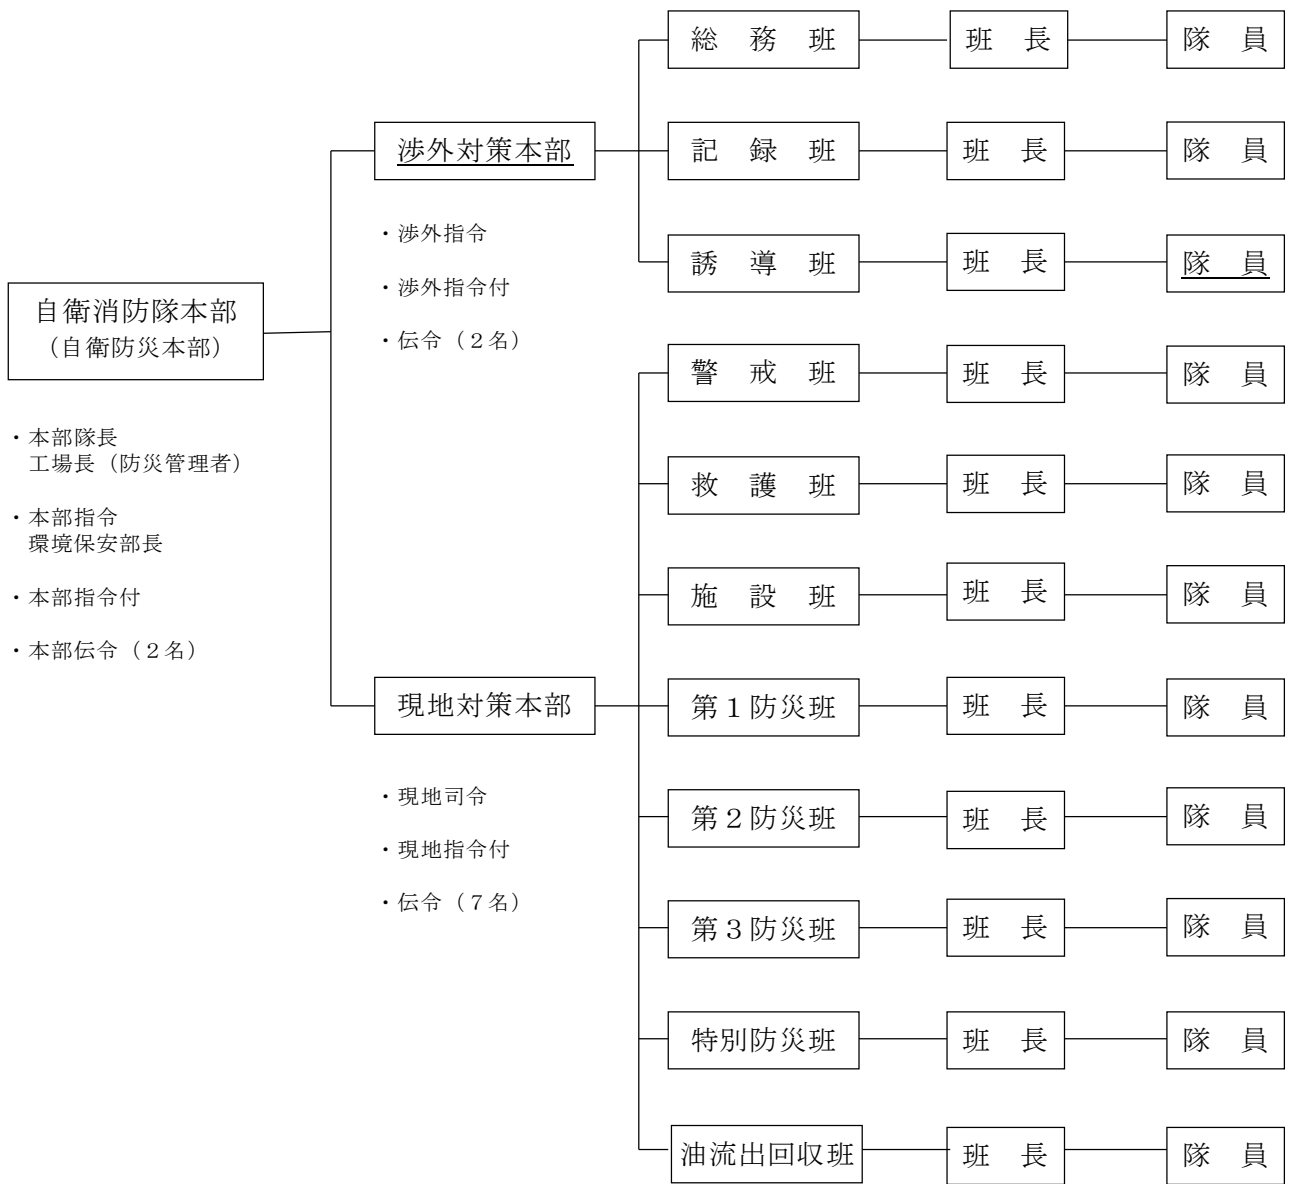 総務班 班長 隊員
渉外対策本部 記録班 班長 隊員
・渉外指令
誘導班 班長 隊員
・渉外指令付
自衛消防隊本部
(自衛防災本部)
・伝令(2名)
警戒班 班長 隊員
・本部隊長
工場長(防災管理者)
救護班 班長 隊員
・本部指令
環境保安部長
・本部指令付
施設班 班長 隊員
・本部伝令(2名)
現地対策本部 第1防災班 班長 隊員
・現地司令
第2防災班 班長 隊員
・現地指令付
・伝令(7名)
第3防災班 班長 隊員
特別防災班 班長 隊員
油流出回収班 班長 隊員